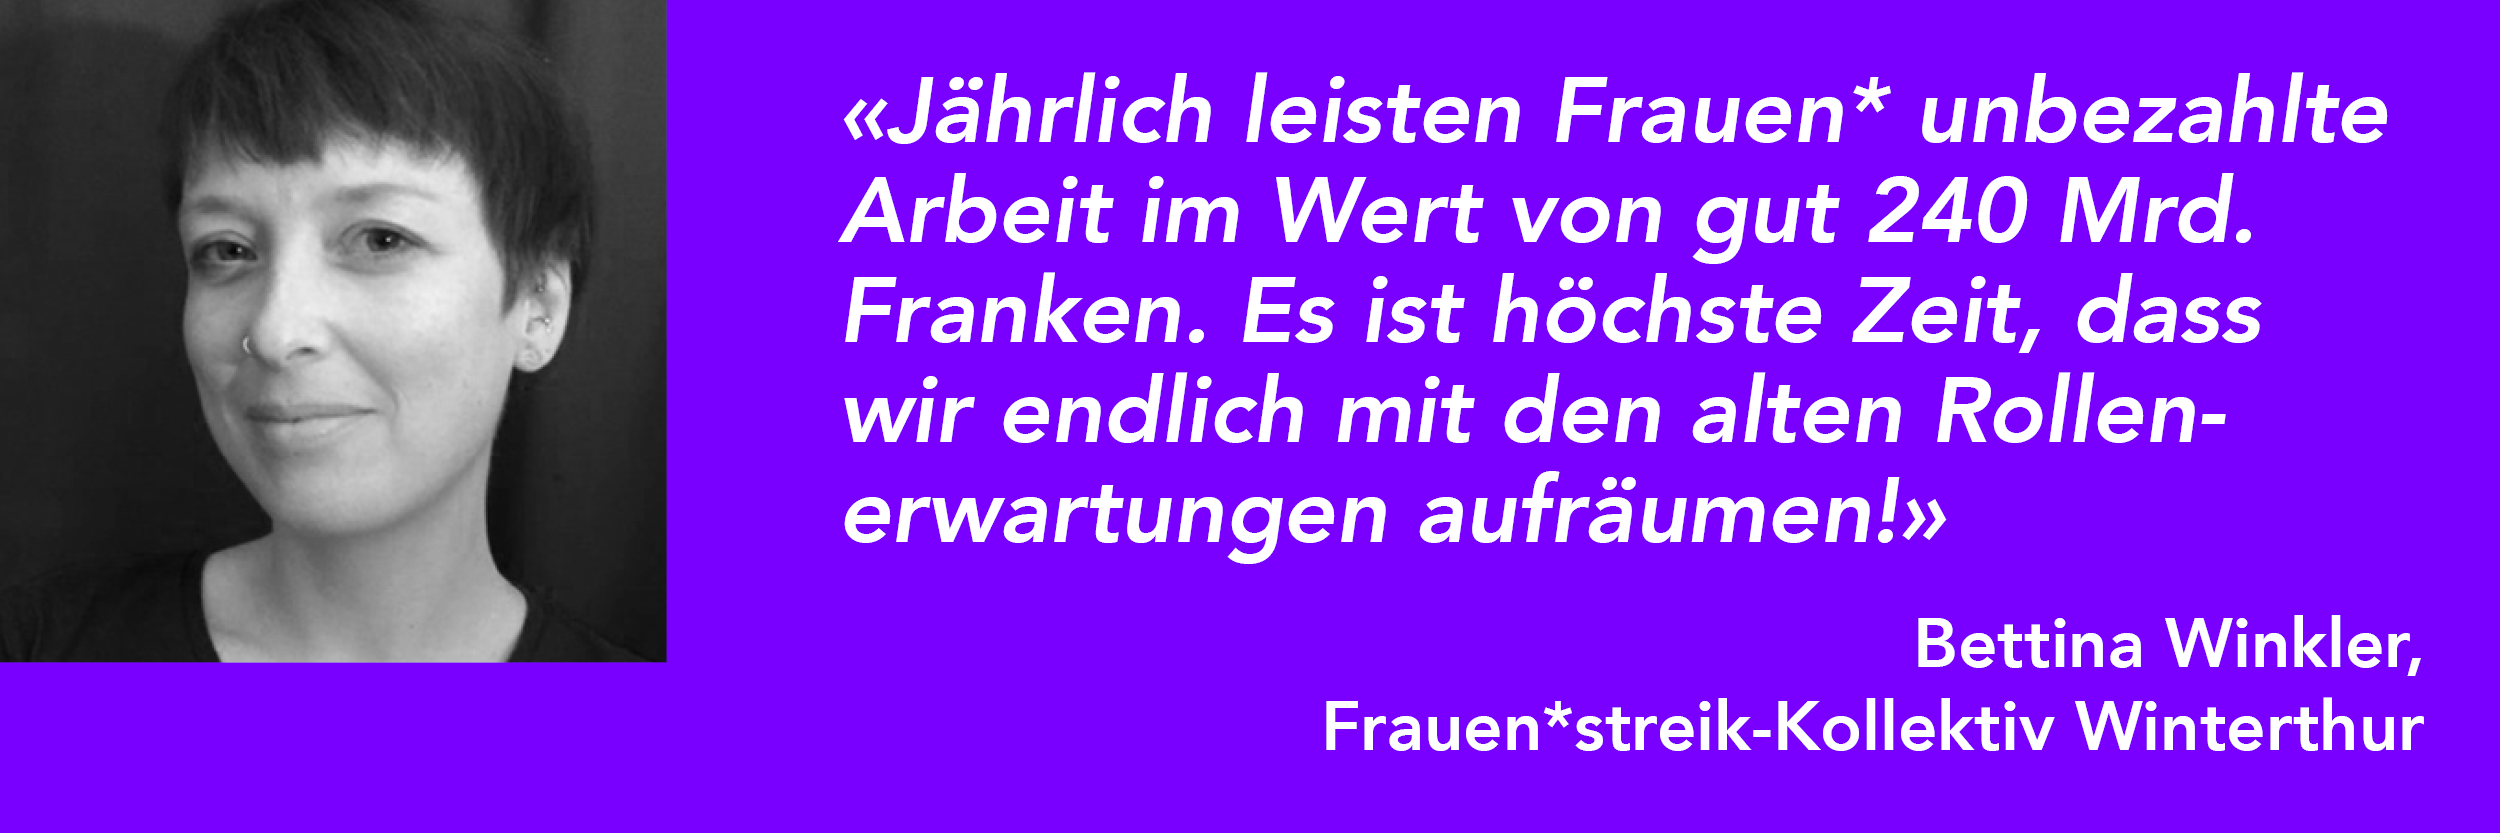 «Jährlich leisten Frauen* unbezahlte
Arbeit im Wert von gut 240 Mrd.
Franken. Es ist höchste Zeit, dass
wir endlich mit den alten Rollen-
erwartungen aufräumen!»
Bettina Winkler,
Frauen*streik-Kollektiv Winterthur